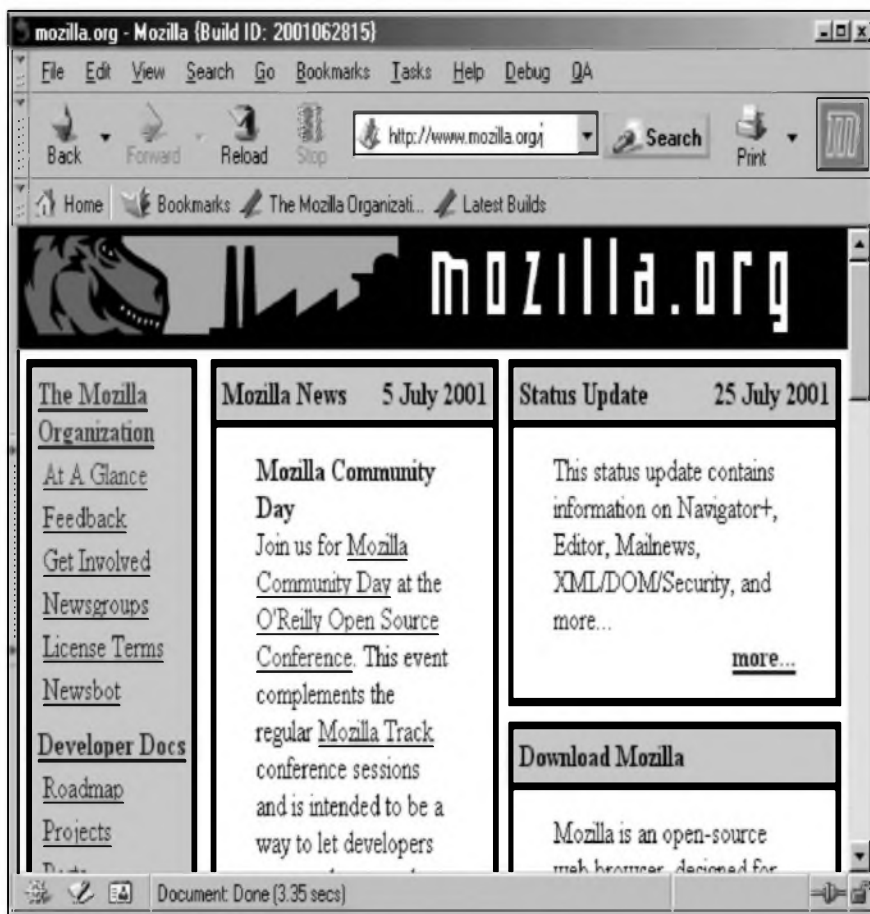 mozilla.org - Mozilla {Build ID: 2001062815}
File Edit View Search Go Bookmarks Tasks Help Debug QA
Back Forward Reload Stop http://www.mozilla.org/ Search Print
Home Bookmarks The Mozilla Organizati... Latest Builds
mozilla.org
The Mozilla
Organization
At A Glance
Feedback
Get Involved
Newsgroups
License Terms
Newsbot
Developer Docs
Roadmap
Projects
Mozilla News 5 July 2001
Mozilla Community
Day
Join us for Mozilla
Community Day at the
O'Reilly Open Source
Conference. This event
complements the
regular Mozilla Track
conference sessions
and is intended to be a
way to let developers
Status Update 25 July 2001
This status update contains
information on Navigator+,
Editor, Mailnews,
XML/DOM/Security, and
more...
more...
Download Mozilla
Mozilla is an open-source
web browser, designed for
Document: Done (3.35 secs)